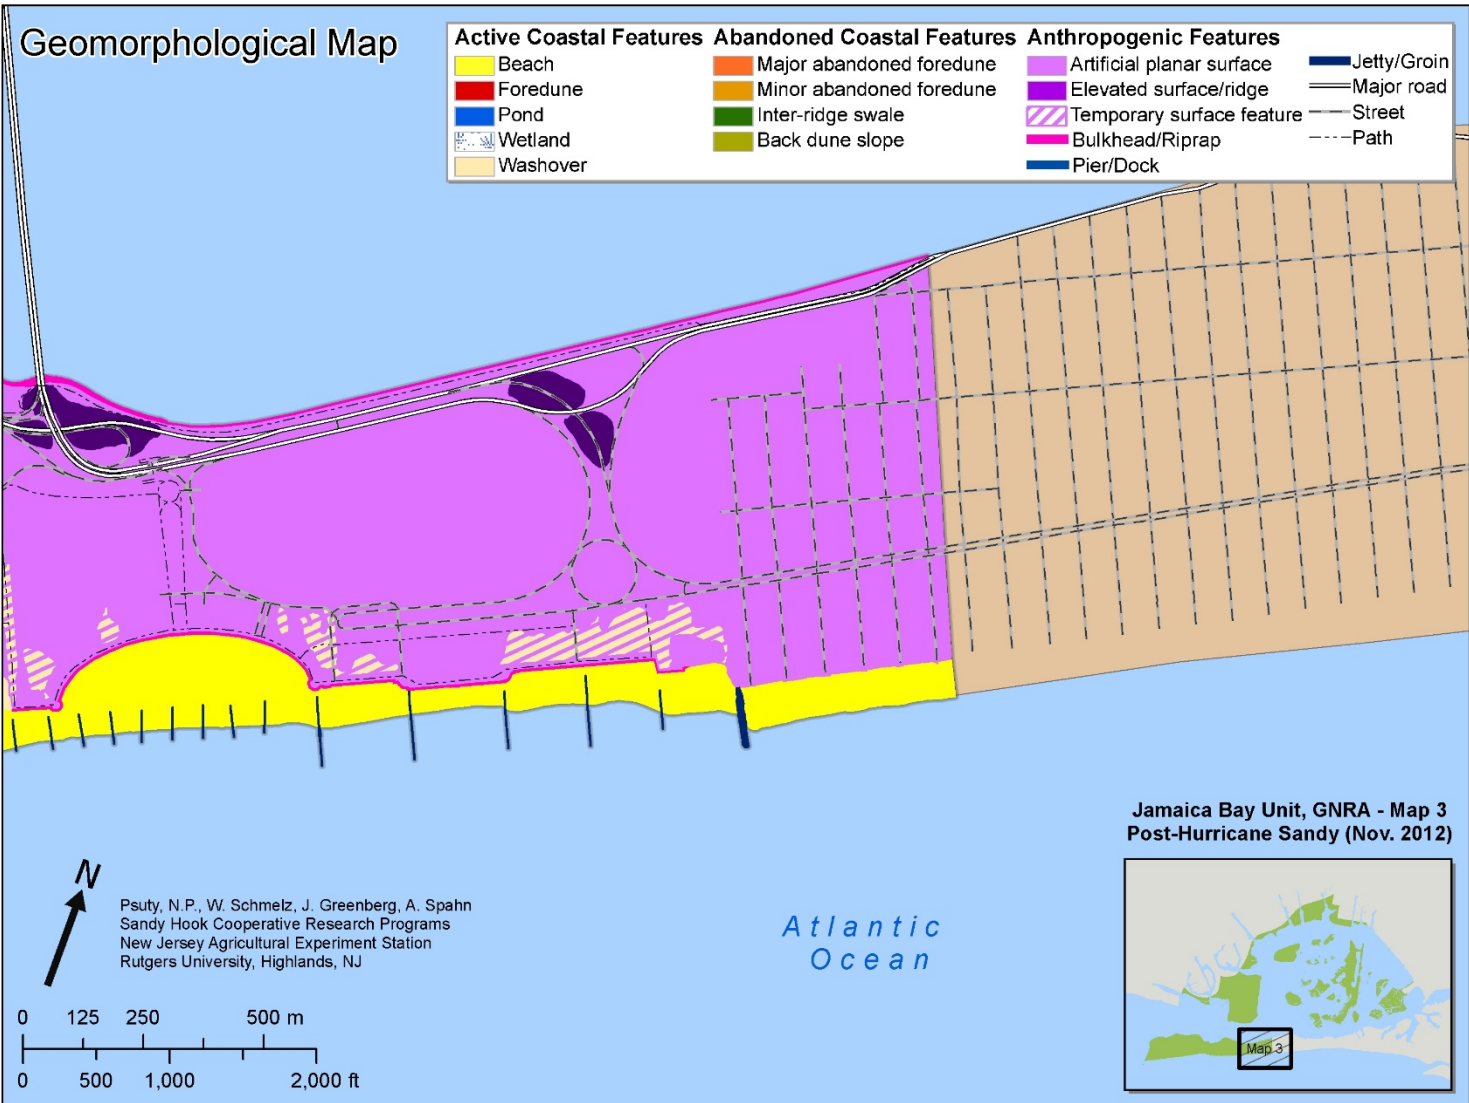 Geomorphological Map
Active Coastal Features
Beach
Foredune
Pond
Wetland
Washover
Abandoned Coastal Features
Major abandoned foredune
Minor abandoned foredune
Inter-ridge swale
Back dune slope
Anthropogenic Features
Artificial planar surface
Elevated surface/ridge
Temporary surface feature
Bulkhead/Riprap
Pier/Dock
Jetty/Groin
Major road
Street
Path
N
Psuty, N.P., W. Schmelz, J. Greenberg, A. Spahn
Sandy Hook Cooperative Research Programs
New Jersey Agricultural Experiment Station
Rutgers University, Highlands, NJ
0 125 250 500 m
0 500 1,000 2,000 ft
Atlantic
Ocean
Jamaica Bay Unit, GNRA - Map 3
Post-Hurricane Sandy (Nov. 2012)
Map 3